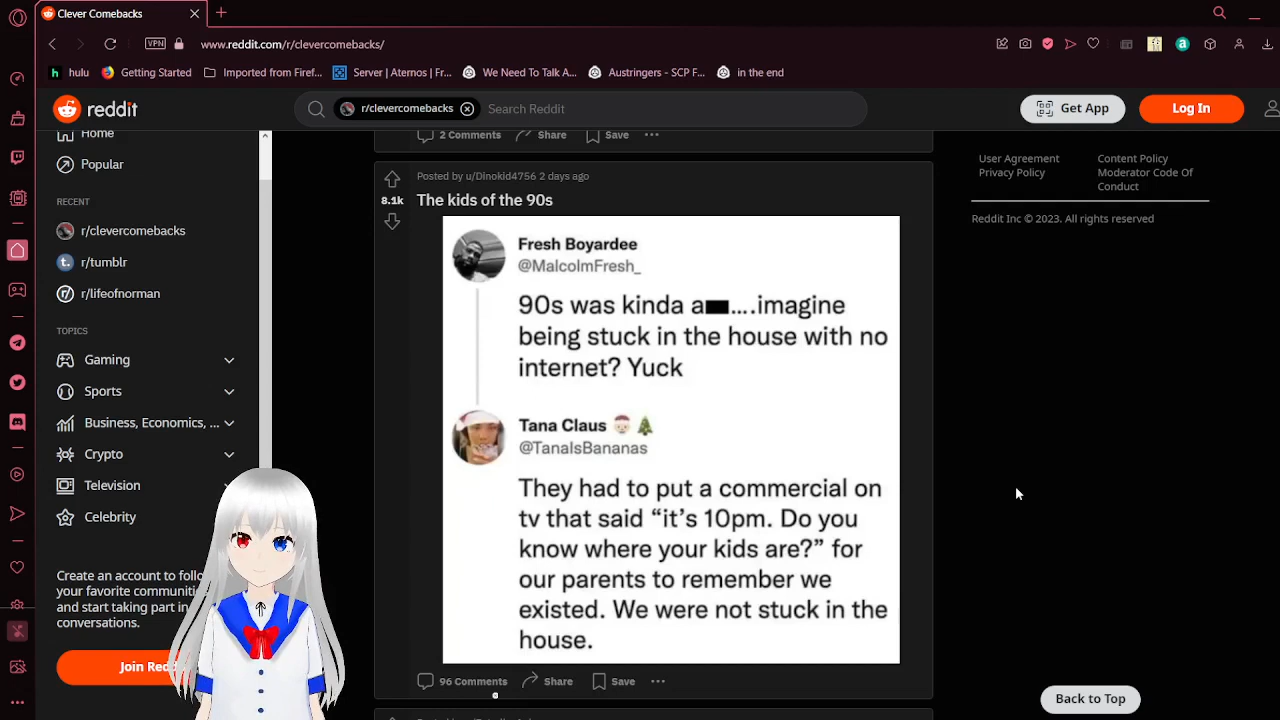 Clever Comebacks
VPN
www.reddit.com/r/clevercomebacks/
h hulu Getting Started Imported from Firef... Server | Aternos | Fr... We Need To Talk A... Austringers - SCP F... in the end
reddit r/clevercomebacks Search Reddit Get App Log In
Home
Popular
RECENT
r/clevercomebacks
t. r/tumblr
r/lifeofnorman
TOPICS
Gaming
Sports
Business, Economics, ...
Crypto
Television
Celebrity
Create an account to follo
your favorite communiti
and start taking part in
conversations.
Join Redd
2 Comments Share Save
Posted by u/Dinokid4756 2 days ago
8.1k
The kids of the 90s
Fresh Boyardee
@MalcolmFresh_
90s was kinda a ....imagine
being stuck in the house with no
internet? Yuck
Tana Claus
@TanaIsBananas
They had to put a commercial on
tv that said “it’s 10pm. Do you
know where your kids are?” for
our parents to remember we
existed. We were not stuck in the
house.
96 Comments Share Save
User Agreement Content Policy
Privacy Policy Moderator Code Of
Conduct
Reddit Inc © 2023. All rights reserved
Back to Top